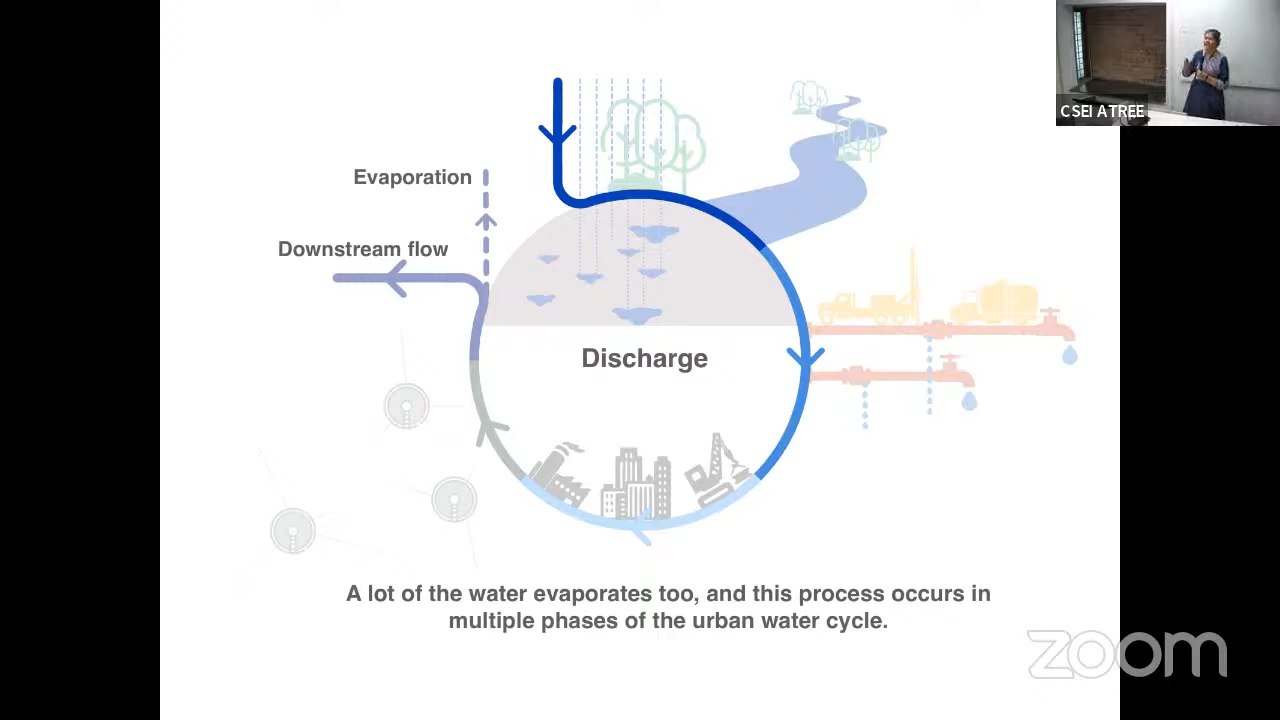 CSEI ATREE
Evaporation
Downstream flow
Discharge
A lot of the water evaporates too, and this process occurs in
multiple phases of the urban water cycle.
zoom